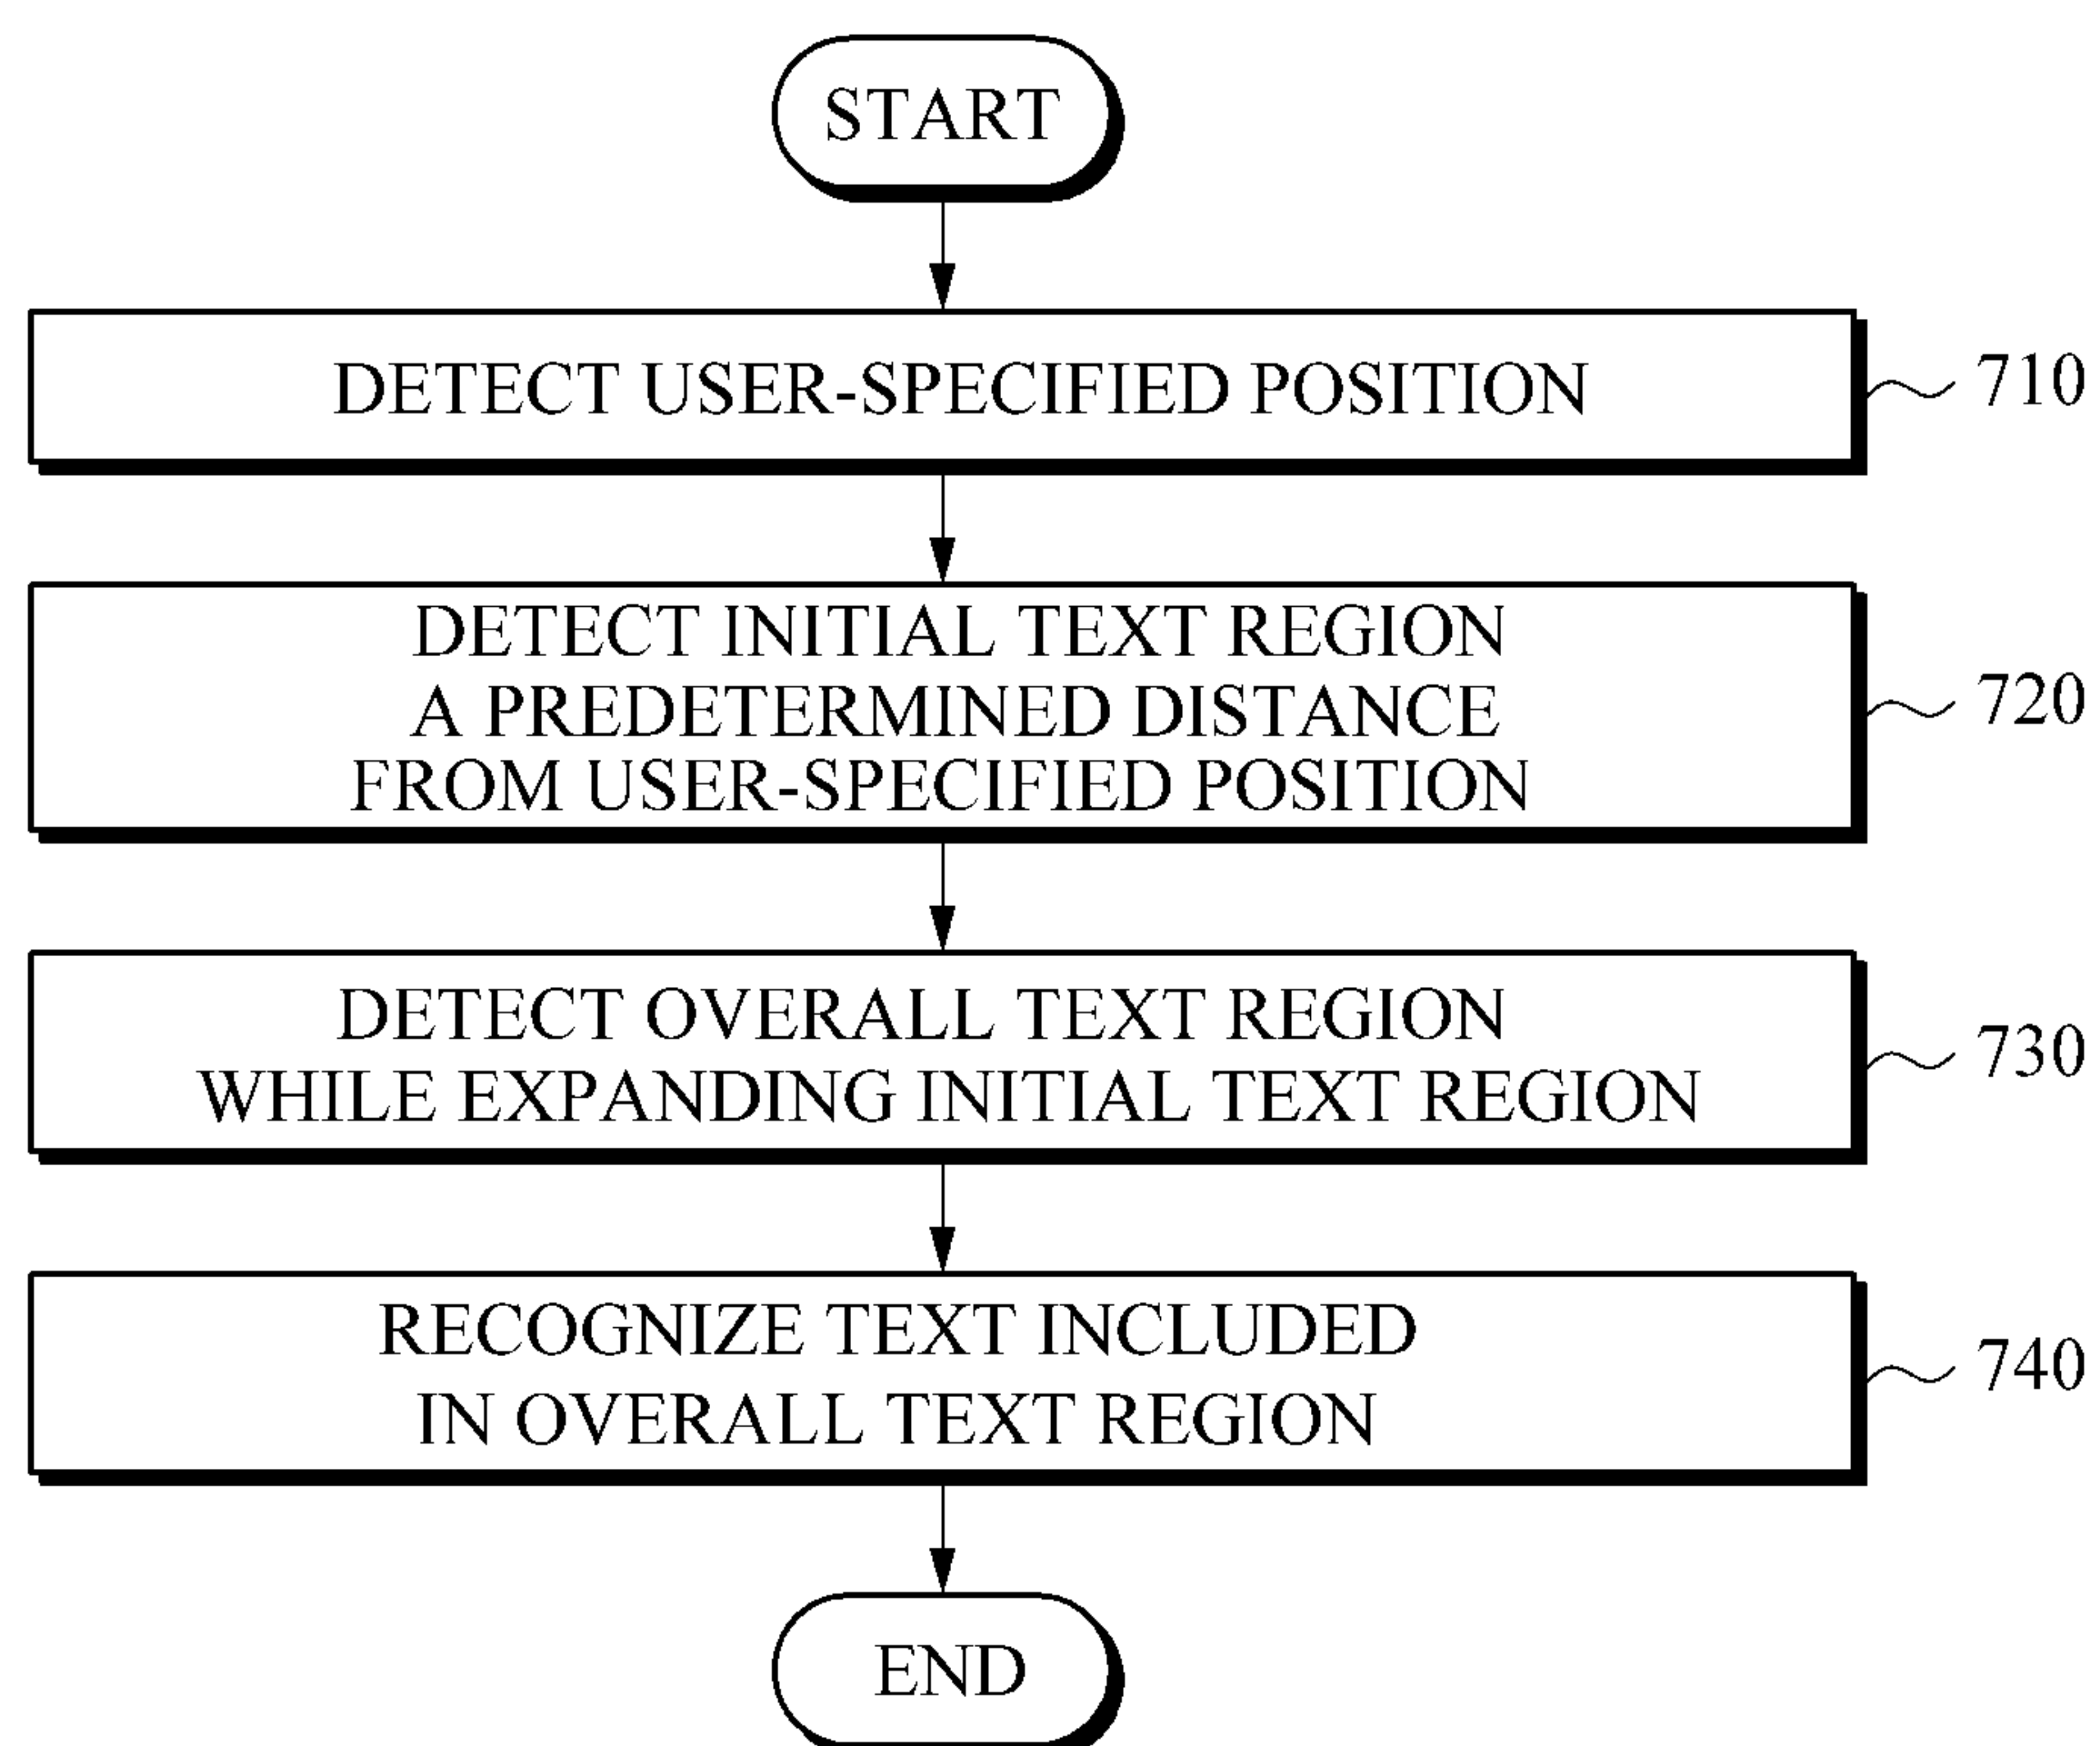 START
DETECT USER-SPECIFIED POSITION
710
DETECT INITIAL TEXT REGION
A PREDETERMINED DISTANCE
FROM USER-SPECIFIED POSITION
720
DETECT OVERALL TEXT REGION
WHILE EXPANDING INITIAL TEXT REGION
730
RECOGNIZE TEXT INCLUDED
IN OVERALL TEXT REGION
740
END